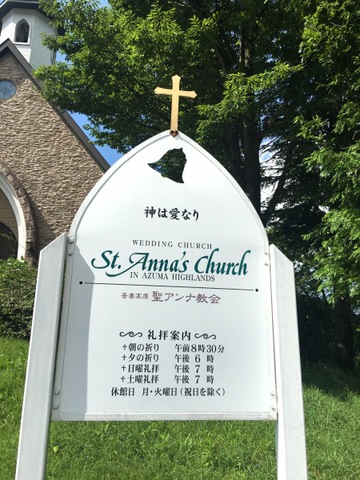 神は愛なり
WEDDING CHURCH
St. Anna's Church
IN AZUMA HIGHLANDS
吾妻高原 聖アンナ教会
礼拝案内
†朝の祈り 午前8時30分
†夕の祈り 午後6時
†日曜礼拝 午後7時
†土曜礼拝 午後7時
休館日 月・火曜日(祝日を除く)